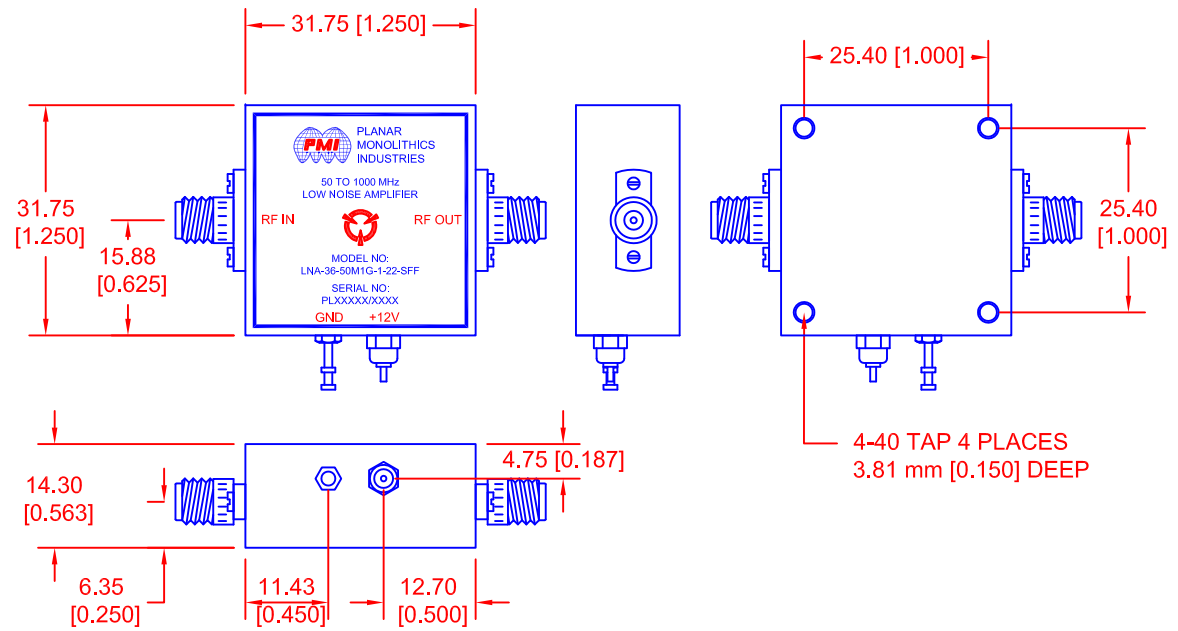 31.75 [1.250]
25.40 [1.000]
PMI
PLANAR
MONOLITHICS
INDUSTRIES
50 TO 1000 MHz
LOW NOISE AMPLIFIER
RF IN
RF OUT
MODEL NO:
LNA-36-50M1G-1-22-SFF
SERIAL NO:
PLXXXXX/XXXX
GND
+12V
31.75
[1.250]
15.88
[0.625]
25.40
[1.000]
4-40 TAP 4 PLACES
3.81 mm [0.150] DEEP
4.75 [0.187]
14.30
[0.563]
6.35
[0.250]
11.43
[0.450]
12.70
[0.500]